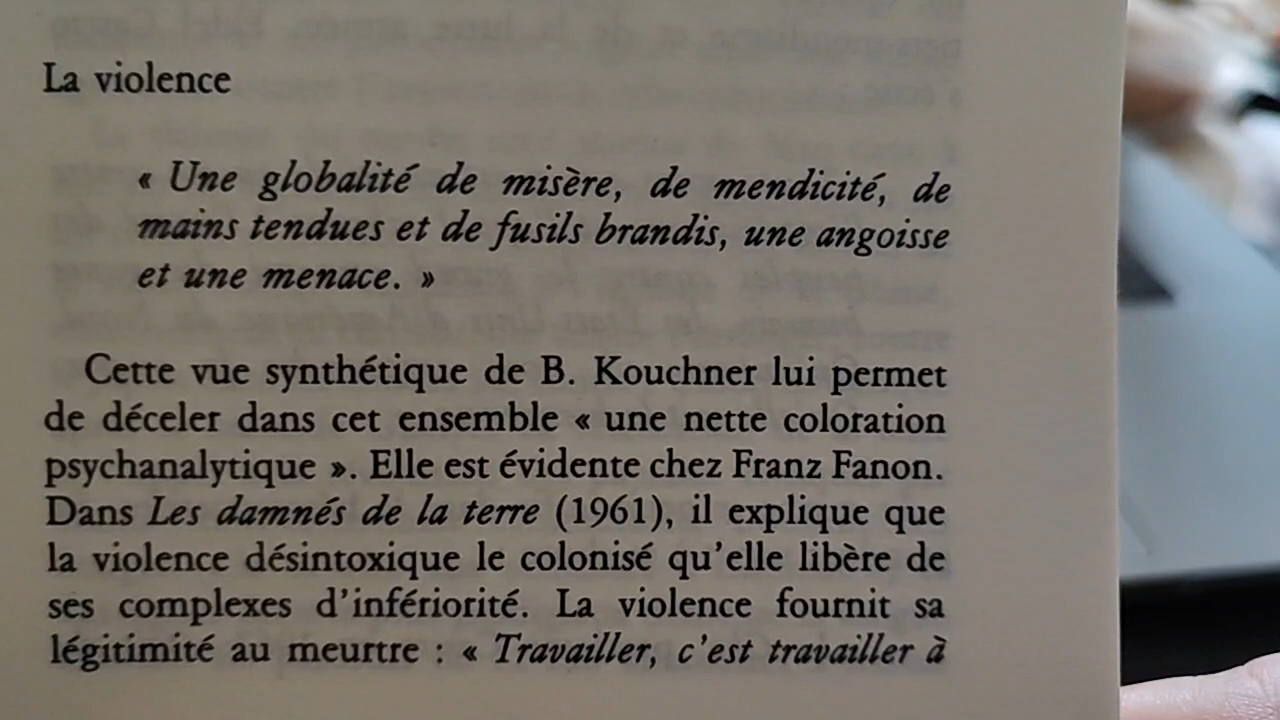 La violence
« Une globalité de misère, de mendicité, de
mains tendues et de fusils brandis, une angoisse
et une menace. »
Cette vue synthétique de B. Kouchner lui permet
de déceler dans cet ensemble « une nette coloration
psychanalytique ». Elle est évidente chez Franz Fanon.
Dans Les damnés de la terre (1961), il explique que
la violence désintoxique le colonisé qu'elle libère de
ses complexes d'infériorité. La violence fournit sa
légitimité au meurtre : « Travailler, c'est travailler à